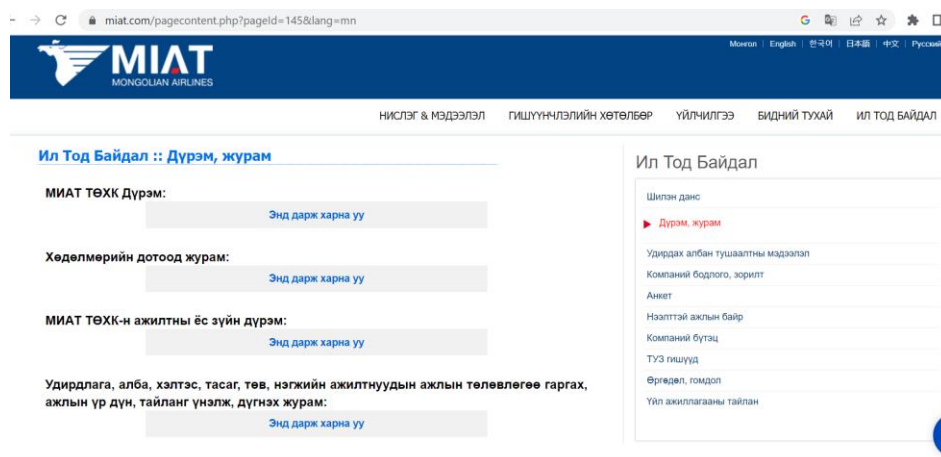 miat.com/pagecontent.php?pageId=145&lang=mn
Монгол | English | 한국어 | 日本語 | 中文 | Русский
MIAT
MONGOLIAN AIRLINES
НИСЛЭГ & МЭДЭЭЛЭЛ ГИШҮҮНЧЛЭЛИЙН ХӨТӨЛБӨР ҮЙЛЧИЛГЭЭ БИДНИЙ ТУХАЙ ИЛ ТОД БАЙДАЛ
Ил Тод Байдал :: Дүрэм, журам
МИАТ ТӨХК Дүрэм:
Энд дарж харна уу
Хөдөлмөрийн дотоод журам:
Энд дарж харна уу
МИАТ ТӨХК-н ажилтны ёс зүйн дүрэм:
Энд дарж харна уу
Удирдлага, алба, хэлтэс, тасаг, төв, нэгжийн ажилтнуудын ажлын төлөвлөгөө гаргах,
ажлын үр дүн, тайланг үнэлж, дүгнэх журам:
Энд дарж харна уу
Ил Тод Байдал
Шилэн данс
Дүрэм, журам
Удирдах албан тушаалтны мэдээлэл
Компаний бодлого, зорилт
Анкет
Нээлттэй ажлын байр
Компаний бүтэц
ТУЗ гишүүд
Өргөдөл, гомдол
Үйл ажиллагааны тайлан